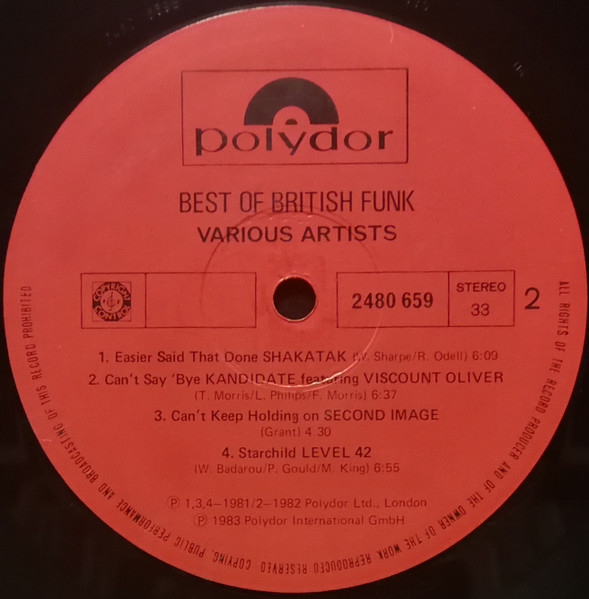 polydor
BEST OF BRITISH FUNK
VARIOUS ARTISTS
COPYRIGHT
CONTROL
2480 659
STEREO
33
2
1. Easier Said That Done SHAKATAK (W. Sharpe/R. Odell) 6:09
2. Can't Say 'Bye KANDIDATE featuring VISCOUNT OLIVER
(T. Morris/L. Philips/F. Morris) 6:37
3. Can't Keep Holding on SECOND IMAGE
(Grant) 4.30
4. Starchild LEVEL 42
(W. Badarou/P. Gould/M. King) 6:55
Ⓟ 1,3,4–1981/2–1982 Polydor Ltd., London
Ⓟ 1983 Polydor International GmbH
ALL RIGHTS OF THE RECORD PRODUCER AND OF THE OWNER OF THE WORK REPRODUCED RESERVED COPYING, PUBLIC PERFORMANCE AND BROADCASTING OF THIS RECORD PROHIBITED